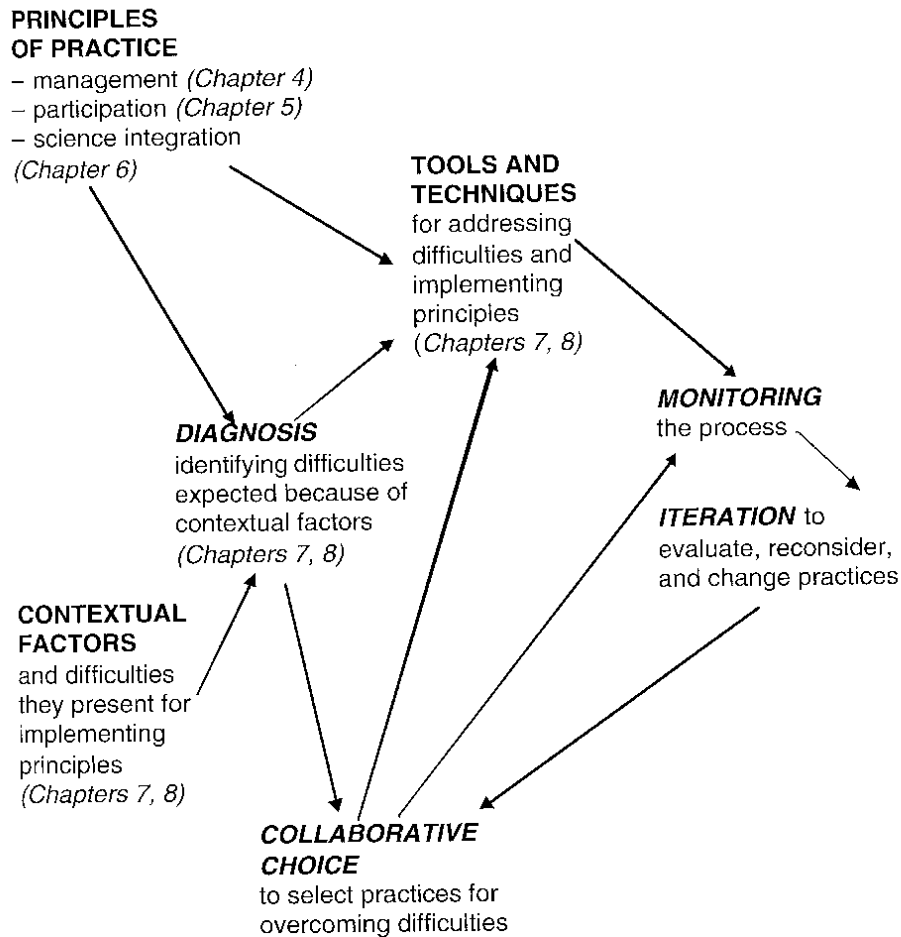 PRINCIPLES
OF PRACTICE
– management (Chapter 4)
– participation (Chapter 5)
– science integration
(Chapter 6)
TOOLS AND
TECHNIQUES
for addressing
difficulties and
implementing
principles
(Chapters 7, 8)
MONITORING
the process
DIAGNOSIS
identifying difficulties
expected because of
contextual factors
(Chapters 7, 8)
ITERATION to
evaluate, reconsider,
and change practices
CONTEXTUAL
FACTORS
and difficulties
they present for
implementing
principles
(Chapters 7, 8)
COLLABORATIVE
CHOICE
to select practices for
overcoming difficulties